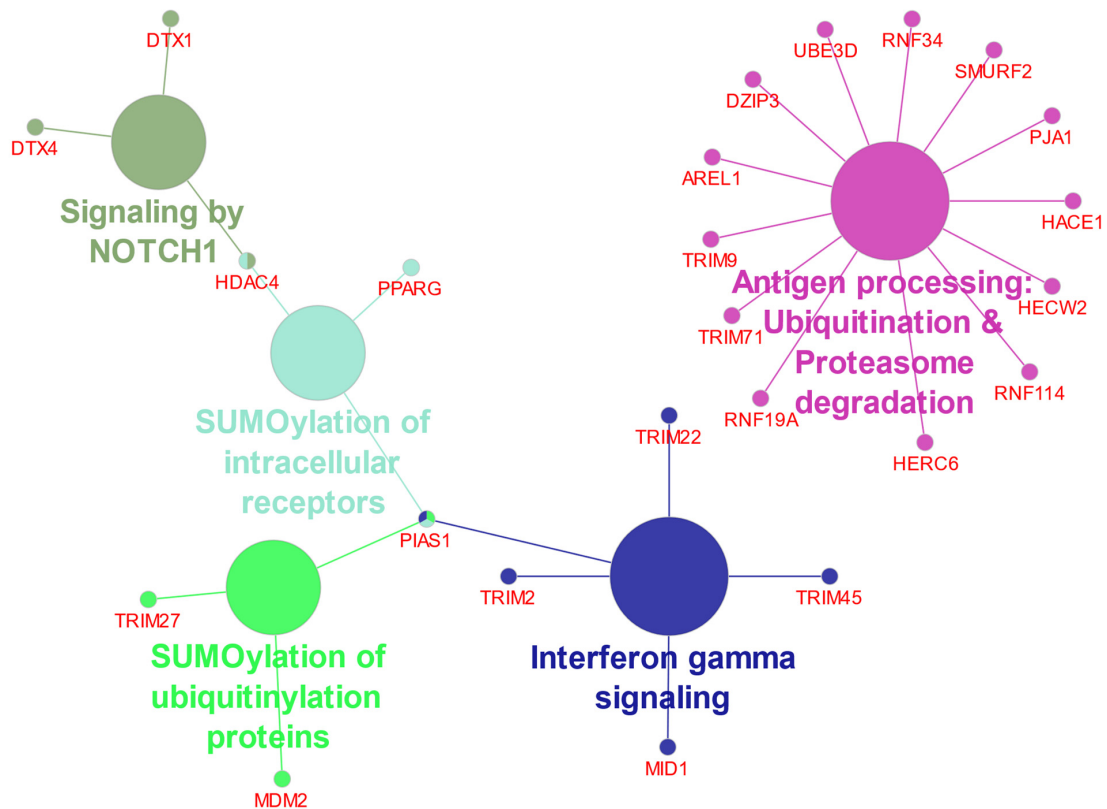 DTX1
DTX4
Signaling by
NOTCH1
HDAC4
PPARG
SUMOylation of
intracellular
receptors
PIAS1
TRIM27
SUMOylation of
ubiquitinylation
proteins
MDM2
TRIM22
TRIM2
TRIM45
Interferon gamma
signaling
MID1
UBE3D
RNF34
SMURF2
DZIP3
PJA1
AREL1
HACE1
TRIM9
Antigen processing:
Ubiquitination &
Proteasome
degradation
HECW2
TRIM71
RNF114
RNF19A
HERC6